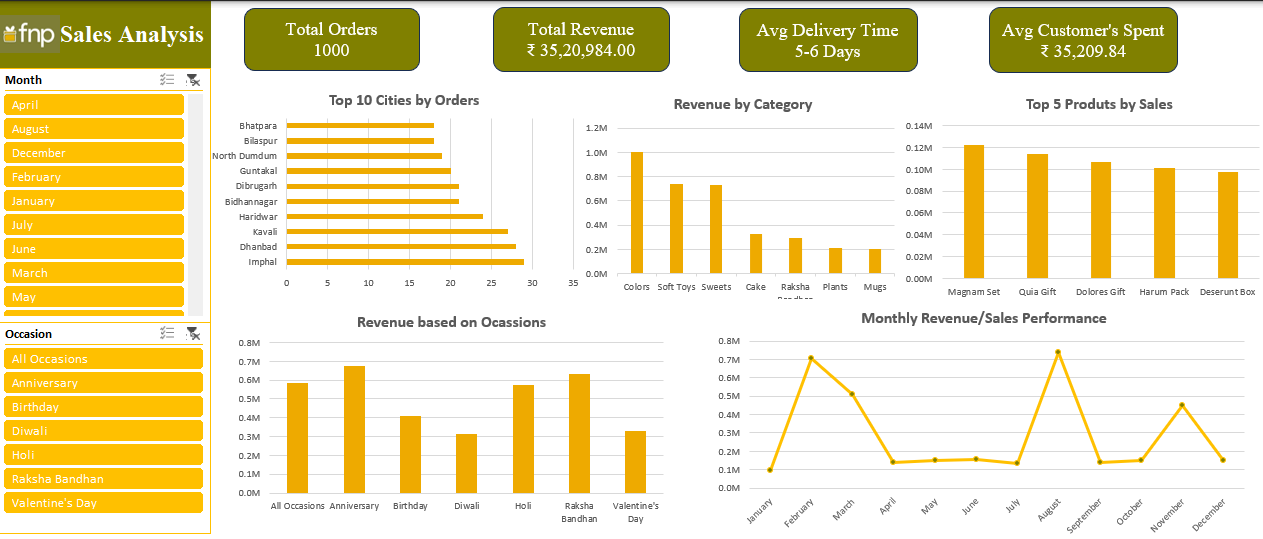 fnp Sales Analysis
Total Orders
1000
Total Revenue
₹ 35,20,984.00
Avg Delivery Time
5-6 Days
Avg Customer's Spent
₹ 35,209.84
Month
April
August
December
February
January
July
June
March
May
Occasion
All Occasions
Anniversary
Birthday
Diwali
Holi
Raksha Bandhan
Valentine's Day
Top 10 Cities by Orders
Bhatpara
Bilaspur
North Dumdum
Guntakal
Dibrugarh
Bidhannagar
Haridwar
Kavali
Dhanbad
Imphal
0 5 10 15 20 25 30 35
Revenue by Category
1.2M
1.0M
0.8M
0.6M
0.4M
0.2M
0.0M
Colors Soft Toys Sweets Cake Raksha Plants Mugs
Bandhan
Top 5 Produts by Sales
0.14M
0.12M
0.10M
0.08M
0.06M
0.04M
0.02M
0.00M
Magnam Set Quia Gift Dolores Gift Harum Pack Deserunt Box
Revenue based on Ocassions
0.8M
0.7M
0.6M
0.5M
0.4M
0.3M
0.2M
0.1M
0.0M
All Occasions Anniversary Birthday Diwali Holi Raksha Valentine's
Bandhan Day
Monthly Revenue/Sales Performance
0.8M
0.7M
0.6M
0.5M
0.4M
0.3M
0.2M
0.1M
0.0M
January February March April May June July August September October November December